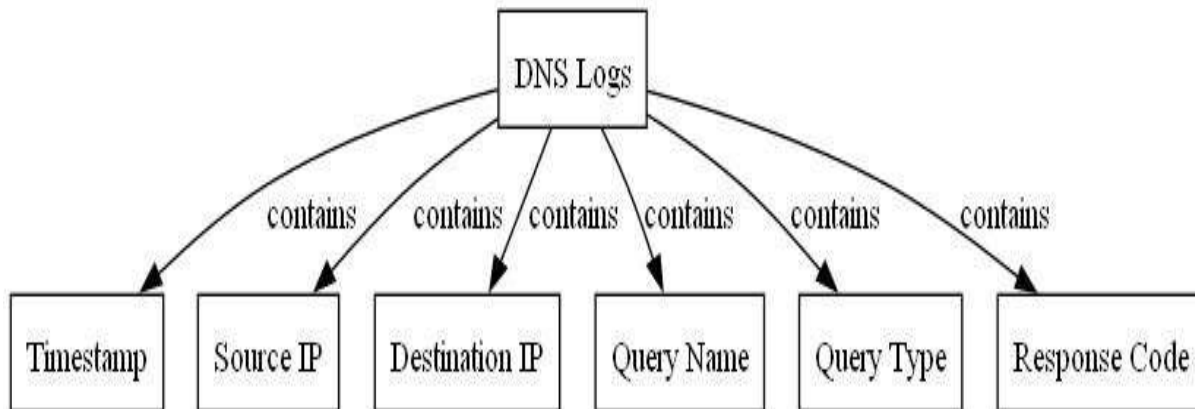 DNS Logs
contains contains contains contains contains contains
Timestamp Source IP Destination IP Query Name Query Type Response Code